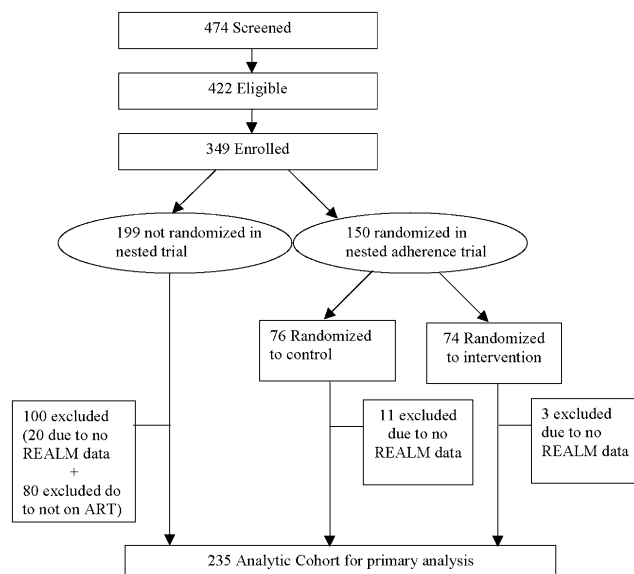 474 Screened
422 Eligible
349 Enrolled
199 not randomized in
nested trial
150 randomized in
nested adherence trial
76 Randomized
to control
74 Randomized
to intervention
100 excluded
(20 due to no
REALM data
+
80 excluded do
to not on ART)
11 excluded
due to no
REALM data
3 excluded
due to no
REALM data
235 Analytic Cohort for primary analysis